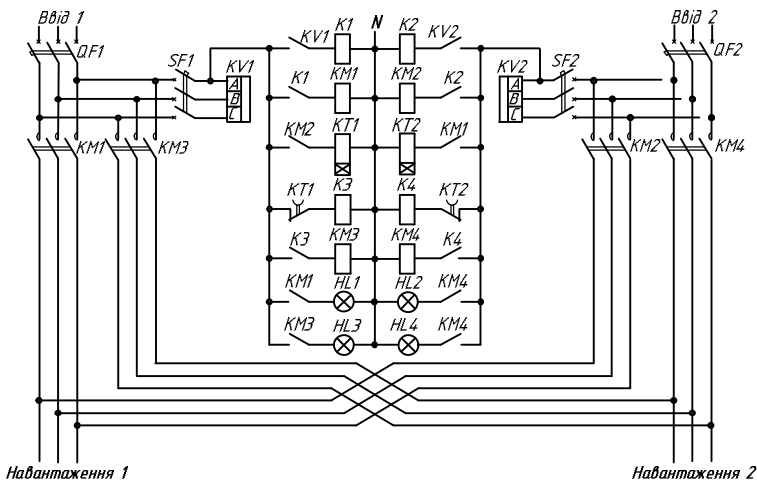 Ввід 1 N Ввід 2
QF1 KV1 K1 K2 KV2 QF2
SF1 KV1 KV2 SF2
K1 KM1 KM2 K2
A A
B B
C C
KM2 KT1 KT2 KM1
KM1 KM3 KM2 KM4
KT1 K3 K4 KT2
K3 KM3 KM4 K4
KM1 HL1 HL2 KM4
KM3 HL3 HL4 KM4
Навантаження 1 Навантаження 2